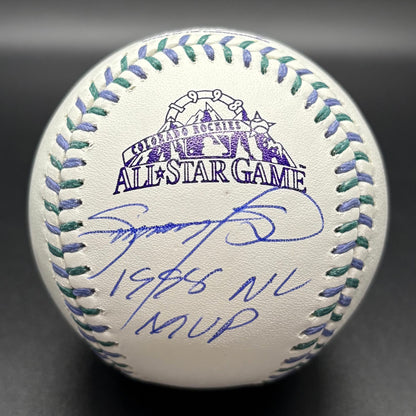 1998
COLORADO ROCKIES
ALL★STAR GAME
1998 NL
MVP